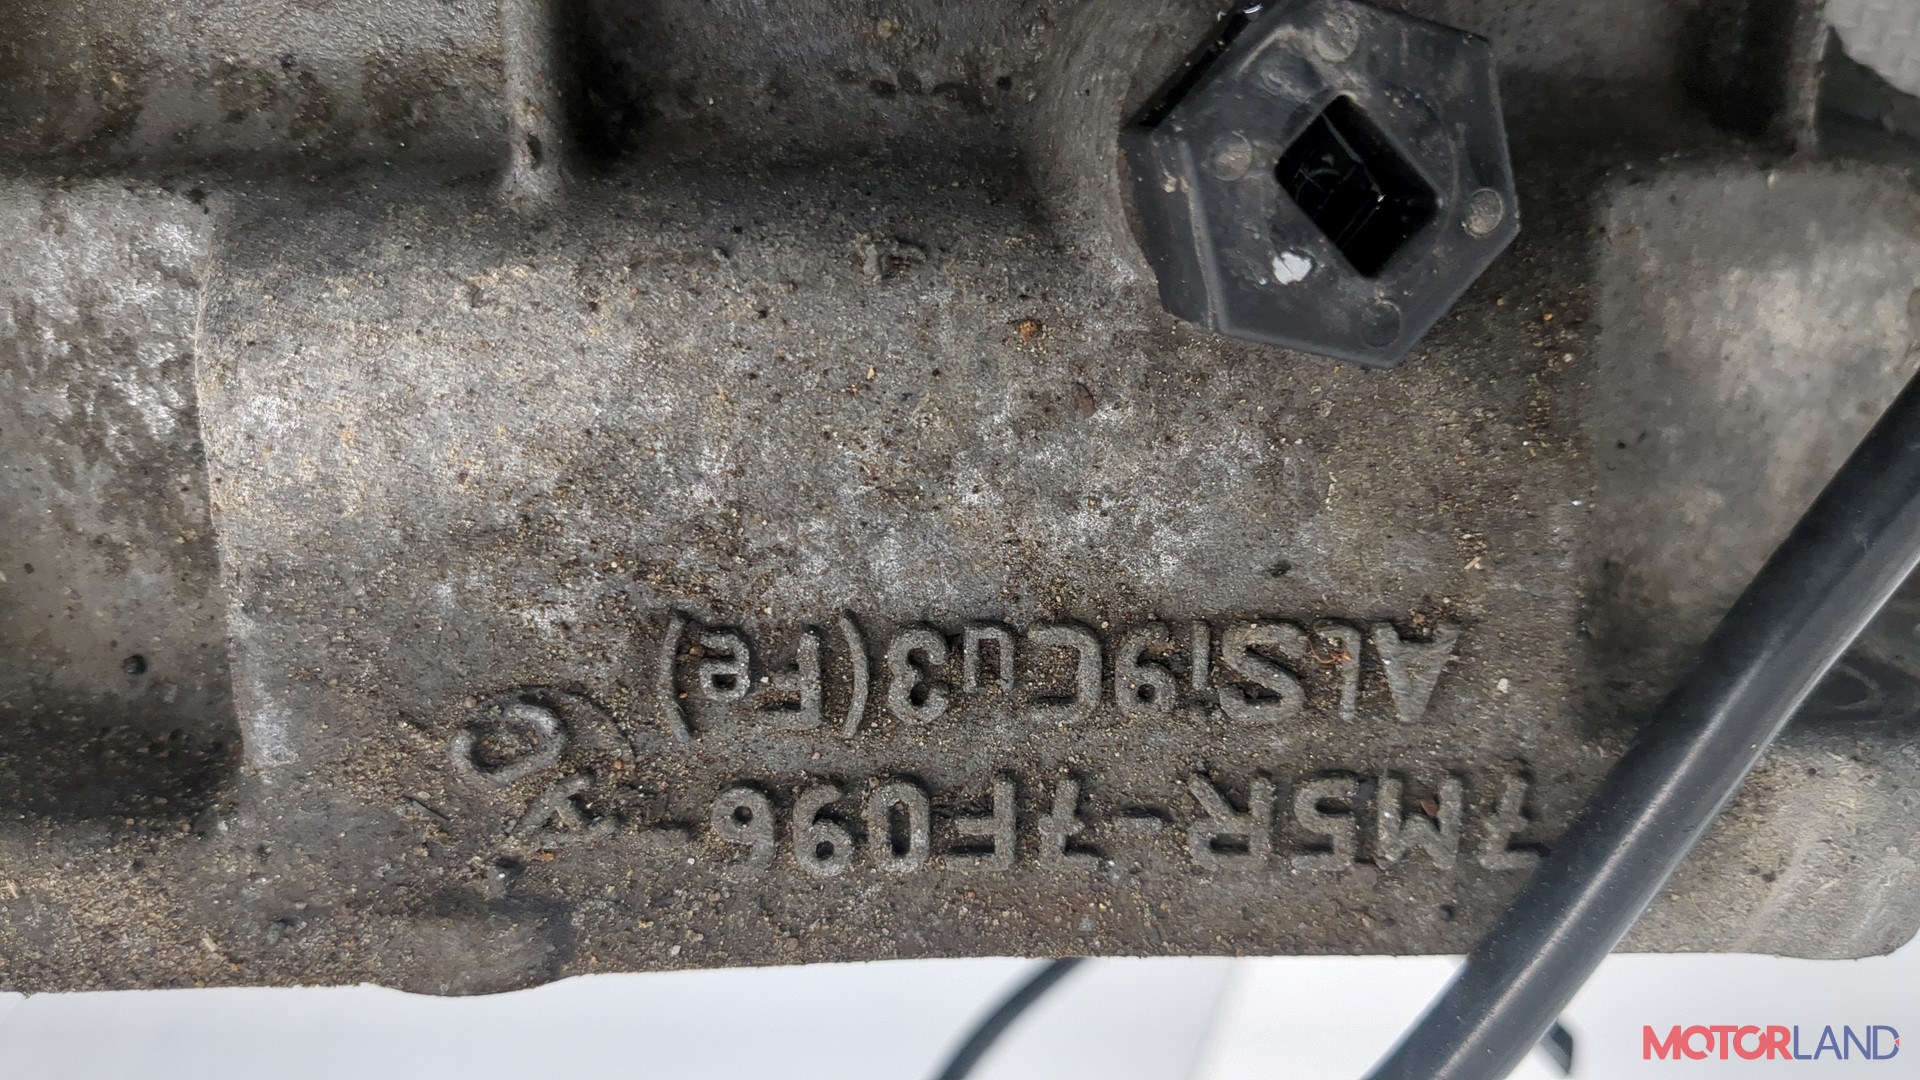 7M5R-7F096-
ALSi9Cu3(Fe)
MOTORLAND